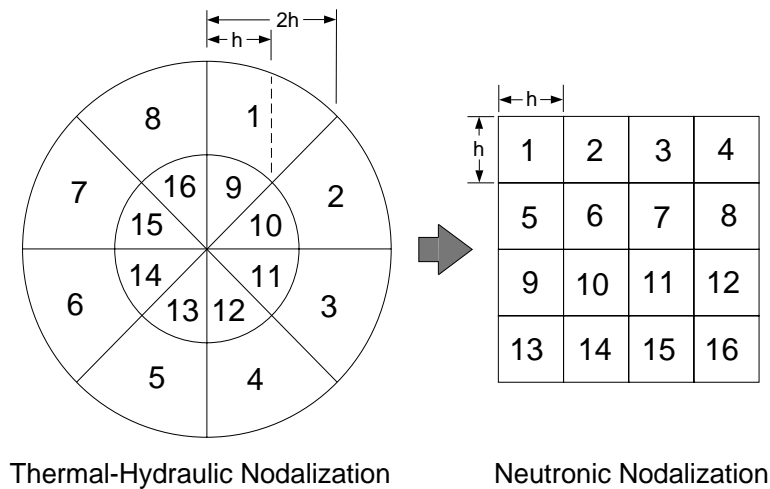 2h
h
8 1
7 16 9 2
15 10
14 11
6 13 12 3
5 4
h
h
1 2 3 4
5 6 7 8
9 10 11 12
13 14 15 16
Thermal-Hydraulic Nodalization
Neutronic Nodalization